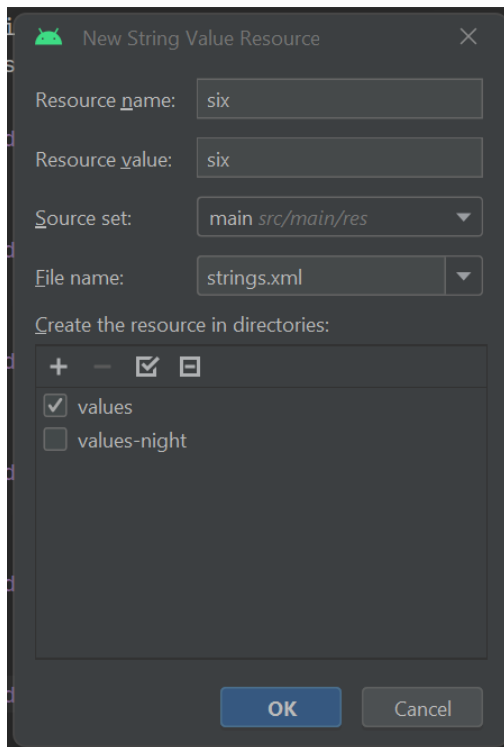 New String Value Resource
Resource name: six
Resource value: six
Source set: main src/main/res
File name: strings.xml
Create the resource in directories:
values
values-night
OK Cancel